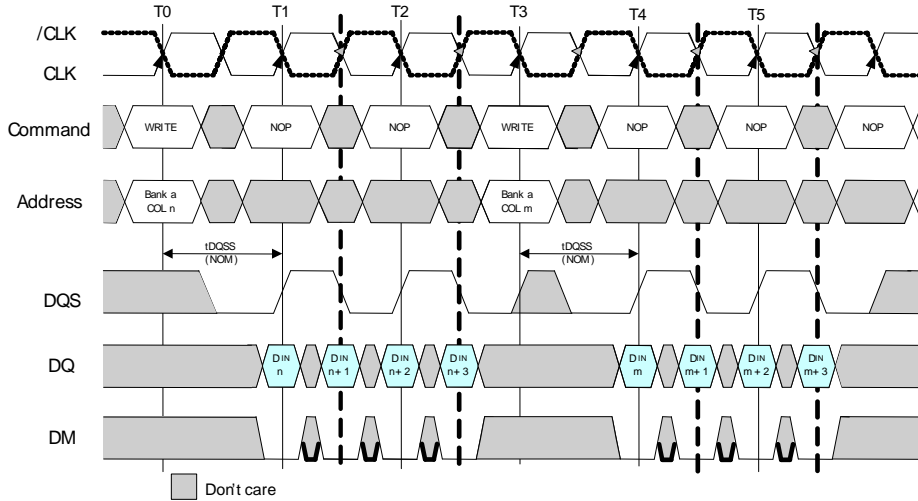 T0 T1 T2 T3 T4 T5
/CLK
CLK
Command WRITE NOP NOP WRITE NOP NOP NOP
Address Bank a Bank a
COL n COL m
tDQSS tDQSS
(NOM) (NOM)
DQS
DQ DIN DIN DIN DIN DIN DIN DIN DIN
n n+1 n+2 n+3 m m+1 m+2 m+3
DM
Don't care